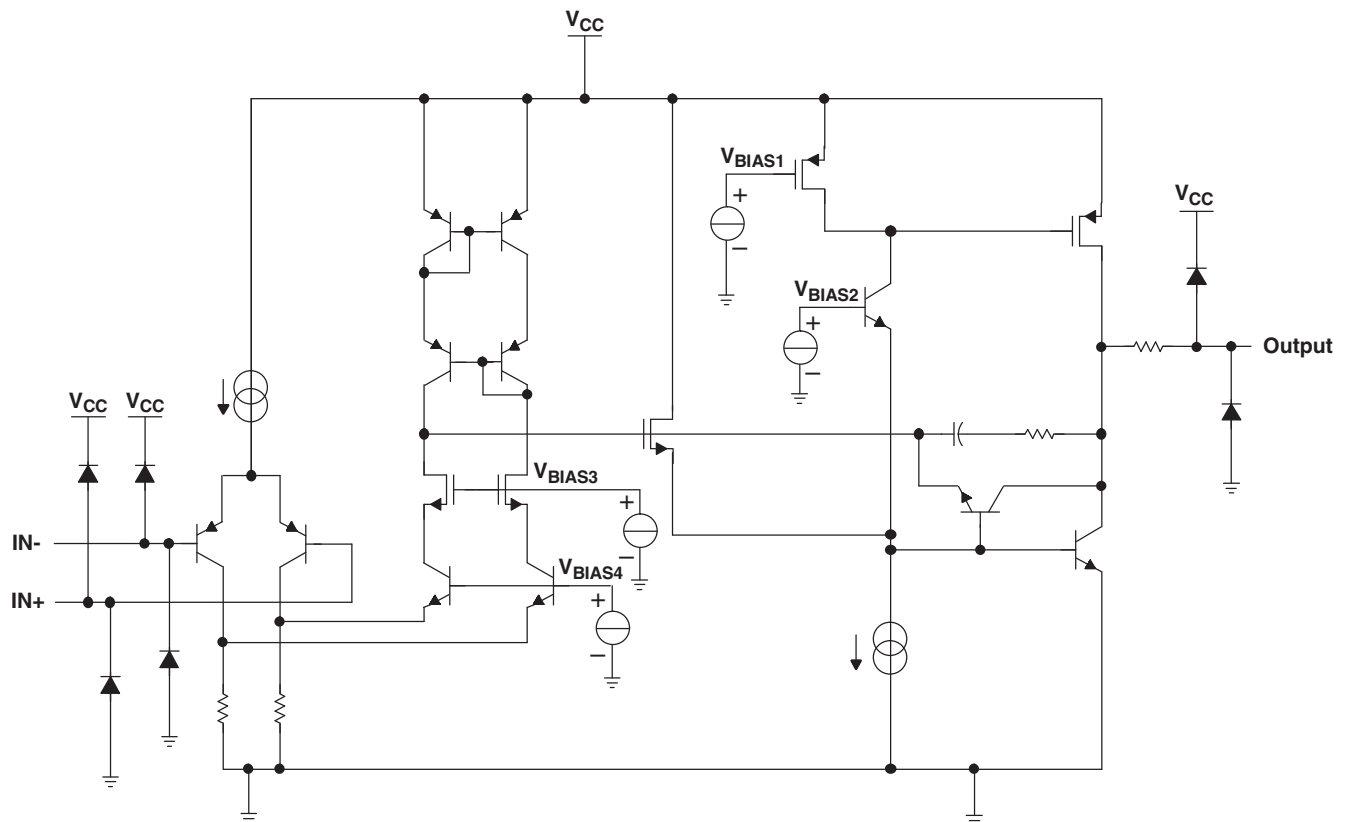 VCC
VBIAS1
+
−
VCC
VBIAS2
+
−
Output
VCC
VCC
VBIAS3
+
−
IN-
VBIAS4
+
−
IN+